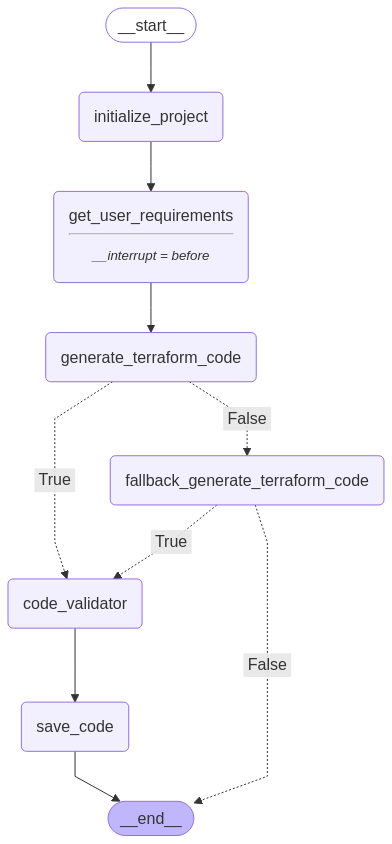 __start__
initialize_project
get_user_requirements
__interrupt = before
generate_terraform_code
False
True
fallback_generate_terraform_code
True
code_validator
False
save_code
__end__